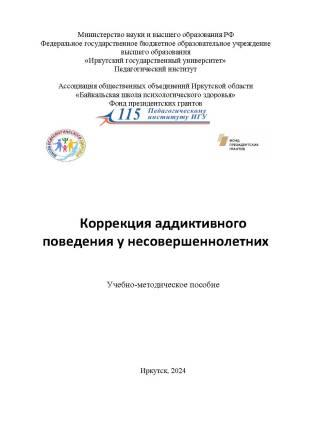 Министерство науки и высшего образования РФ
Федеральное государственное бюджетное образовательное учреждение
высшего образования
«Иркутский государственный университет»
Педагогический институт
Ассоциация общественных объединений Иркутской области
«Байкальская школа психологического здоровья»
Фонд президентских грантов
115 Педагогическому
институту ИГУ
ФОНД
ПРЕЗИДЕНТСКИХ
ГРАНТОВ
Коррекция аддиктивного
поведения у несовершеннолетних
Учебно-методическое пособие
Иркутск, 2024